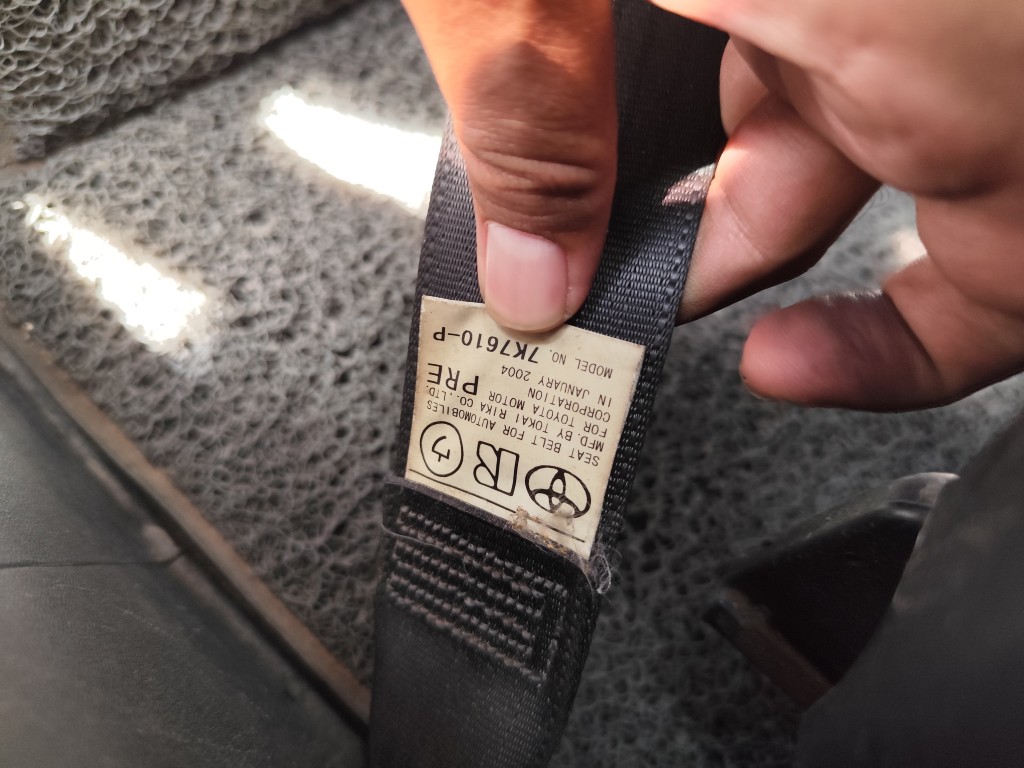 SEAT BELT FOR AUTOMOBILES
MFD. BY TOKAI RIKA CO., LTD.
FOR TOYOTA MOTOR PRE
CORPORATION
IN JANUARY 2004
MODEL NO. 7K7610-P